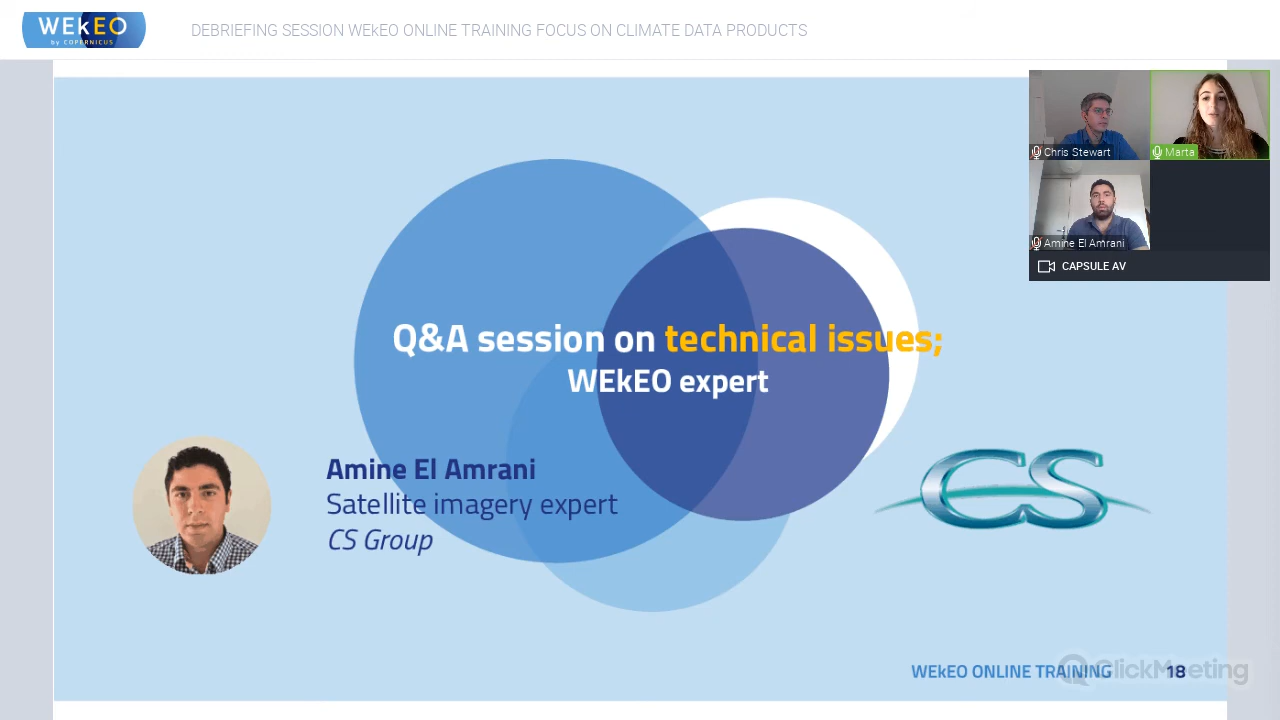 WEkEO
by COPERNICUS
DEBRIEFING SESSION WEkEO ONLINE TRAINING FOCUS ON CLIMATE DATA PRODUCTS
Chris Stewart
Marta
Amine El Amrani
CAPSULE AV
Q&A session on technical issues;
WEkEO expert
Amine El Amrani
Satellite imagery expert
CS Group
CS
WEkEO ONLINE TRAINING 18
ClickMeeting